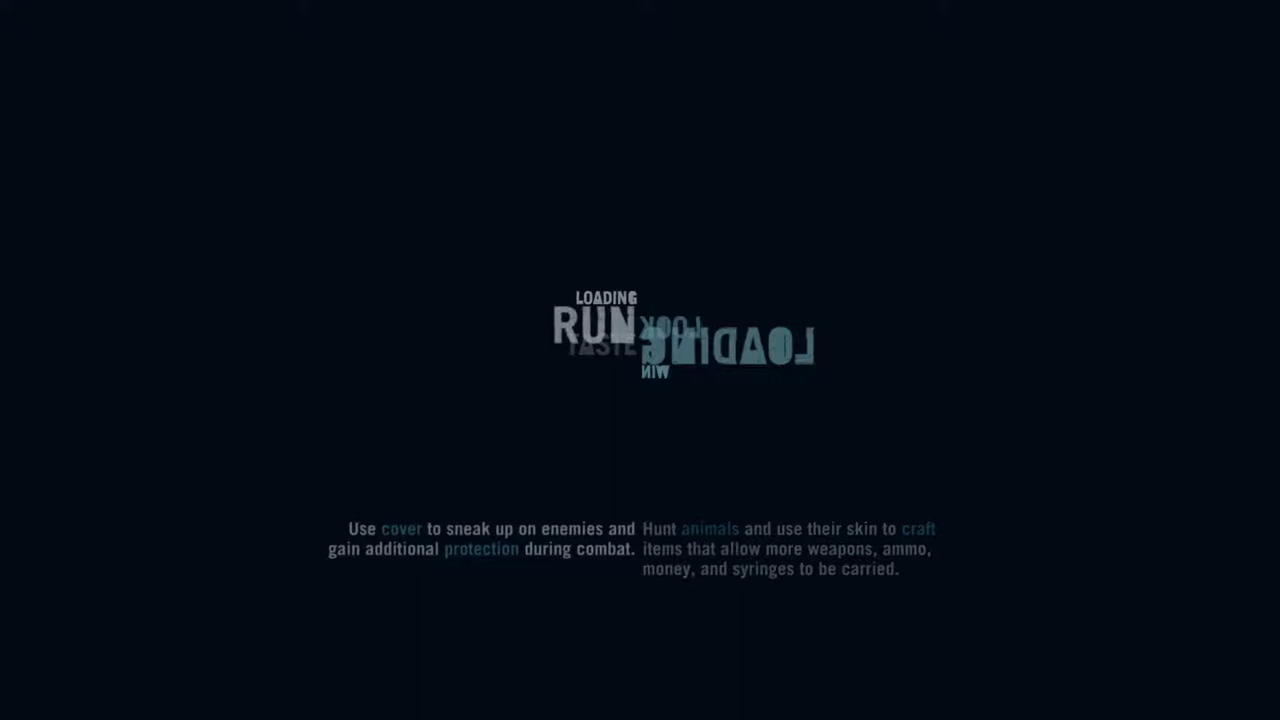 LOADING
RUN
LOOK
TASTE
LOADING
WIN
Use cover to sneak up on enemies and
gain additional protection during combat.
Hunt animals and use their skin to craft
items that allow more weapons, ammo,
money, and syringes to be carried.